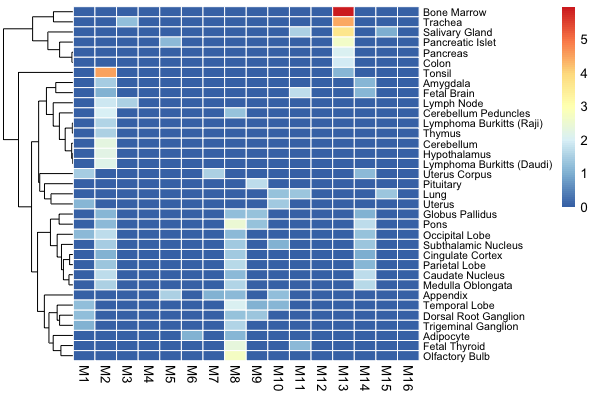 Bone Marrow
Trachea
Salivary Gland
Pancreatic Islet
Pancreas
Colon
Tonsil
Amygdala
Fetal Brain
Lymph Node
Cerebellum Peduncles
Lymphoma Burkitts (Raji)
Thymus
Cerebellum
Hypothalamus
Lymphoma Burkitts (Daudi)
Uterus Corpus
Pituitary
Lung
Uterus
Globus Pallidus
Pons
Occipital Lobe
Subthalamic Nucleus
Cingulate Cortex
Parietal Lobe
Caudate Nucleus
Medulla Oblongata
Appendix
Temporal Lobe
Dorsal Root Ganglion
Trigeminal Ganglion
Adipocyte
Fetal Thyroid
Olfactory Bulb
M1 M2 M3 M4 M5 M6 M7 M8 M9 M10 M11 M12 M13 M14 M15 M16
5
4
3
2
1
0